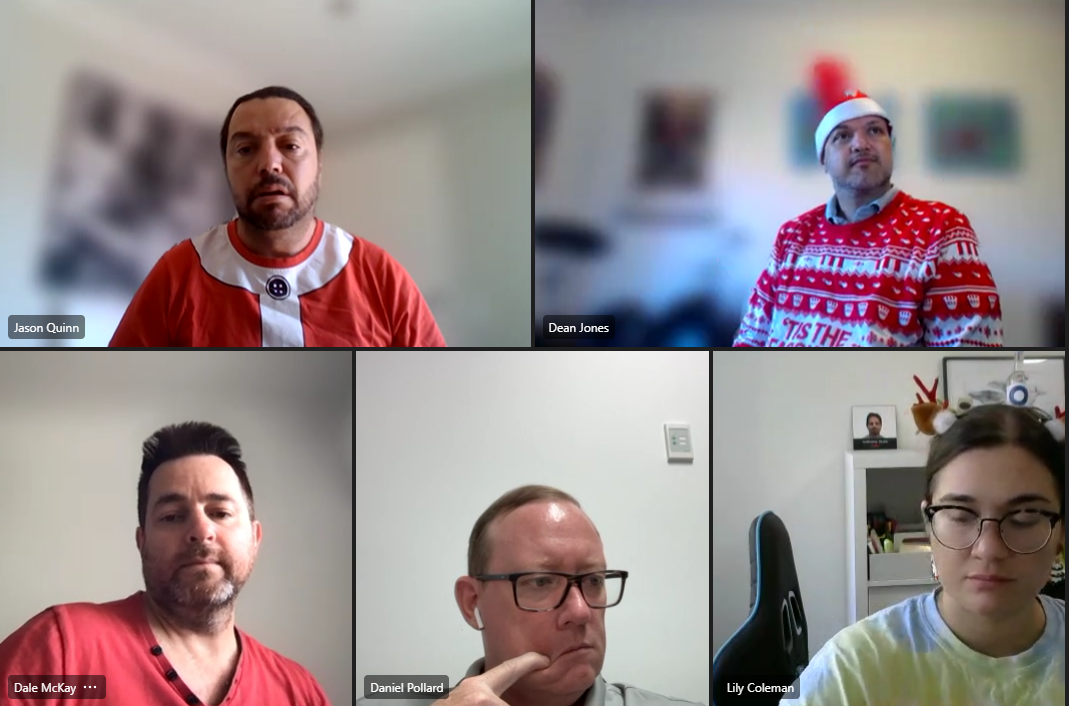 Jason Quinn
Dean Jones
'TIS THE
Dale McKay ...
Daniel Pollard
Lily Coleman